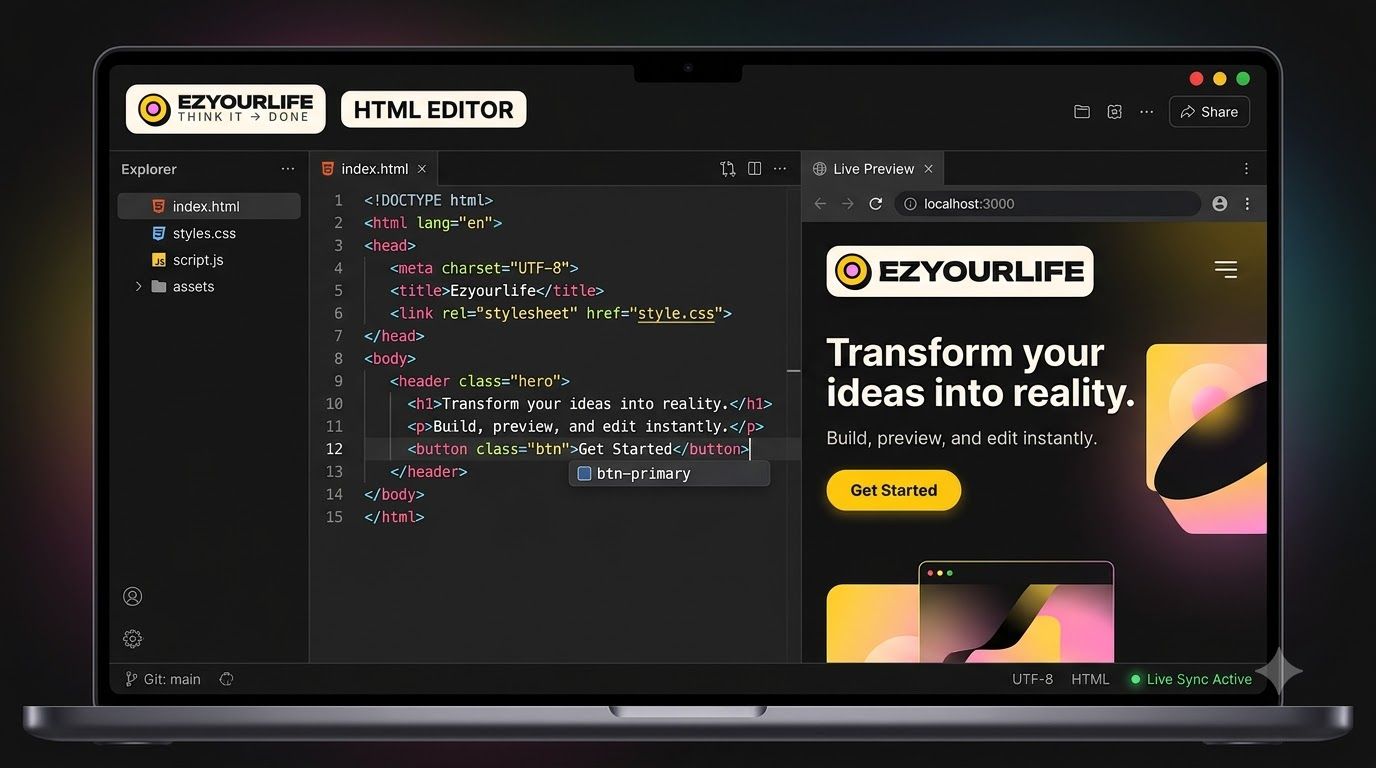 EZYOURLIFE
THINK IT → DONE
HTML EDITOR
Share
Explorer
index.html
styles.css
script.js
assets
index.html
1 <!DOCTYPE html>
2 <html lang="en">
3 <head>
4 <meta charset="UTF-8">
5 <title>Ezyourlife</title>
6 <link rel="stylesheet" href="style.css">
7 </head>
8 <body>
9 <header class="hero">
10 <h1>Transform your ideas into reality.</h1>
11 <p>Build, preview, and edit instantly.</p>
12 <button class="btn">Get Started</button>
btn-primary
13 </header>
14 </body>
15 </html>
Live Preview
localhost:3000
EZYOURLIFE
Transform your
ideas into reality.
Build, preview, and edit instantly.
Get Started
Git: main
UTF-8
HTML
Live Sync Active